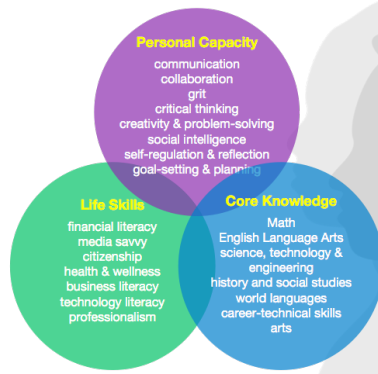 Personal Capacity
communication
collaboration
grit
critical thinking
creativity & problem-solving
social intelligence
self-regulation & reflection
goal-setting & planning
Life Skills
financial literacy
media savvy
citizenship
health & wellness
business literacy
technology literacy
professionalism
Core Knowledge
Math
English Language Arts
science, technology &
engineering
history and social studies
world languages
career-technical skills
arts